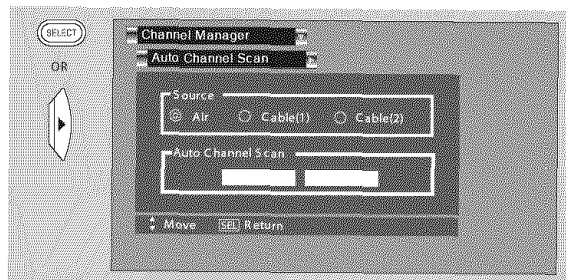 SELECT
OR
Channel Manager
Auto Channel Scan
Source
Air Cable(1) Cable(2)
Auto Channel Scan
Move SEL Return